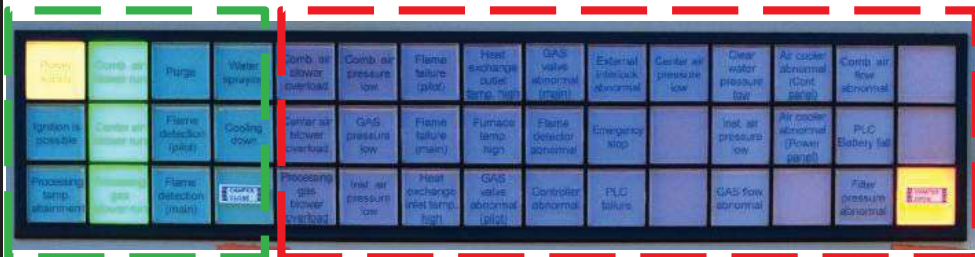 Power
Comb. air
blower run
Purge
Water
spraying
Comb. air
blower
overload
Comb. air
pressure
low
Flame
failure
(pilot)
Heat
exchange
outlet
temp. high
GAS
valve
abnormal
(main)
External
interlock
abnormal
Center air
pressure
low
Clear
water
pressure
low
Air cooler
abnormal
(Cont.
panel)
Comb. air
flow
abnormal
Ignition is
possible
Center air
blower run
Flame
detection
(pilot)
Cooling
down
Center air
blower
overload
GAS
pressure
low
Flame
failure
(main)
Furnace
temp.
high
Flame
detector
abnormal
Emergency
stop
Inst. air
pressure
low
Air cooler
abnormal
(Power
panel)
PLC
Battery fail
Processing
temp.
attainment
gas
blower run
Flame
detection
(main)
DAMPER
CLOSE
Processing
gas
blower
overload
Inst. air
pressure
low
Heat
exchange
inlet temp.
high
GAS
valve
abnormal
(pilot)
Controller
abnormal
PLC
failure
GAS flow
abnormal
Filter
pressure
abnormal
DAMPER
OPEN